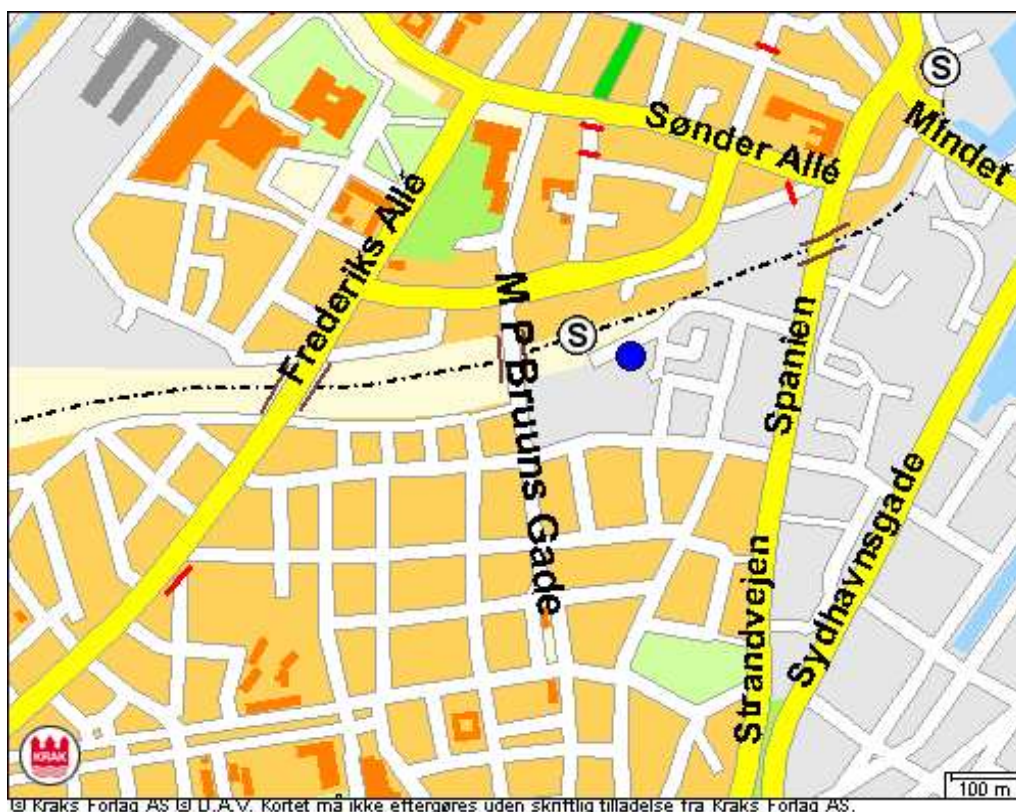 S
Sønder Allé
Mindet
Frederiks Allé
M P Bruuns Gade
S
Spanien
Sydhavnsgade
Strandvejen
KRAK
100 m
© Kraks Forlag AS © D.A.V. Kortet må ikke eftergøres uden skriftlig tilladelse fra Kraks Forlag AS.